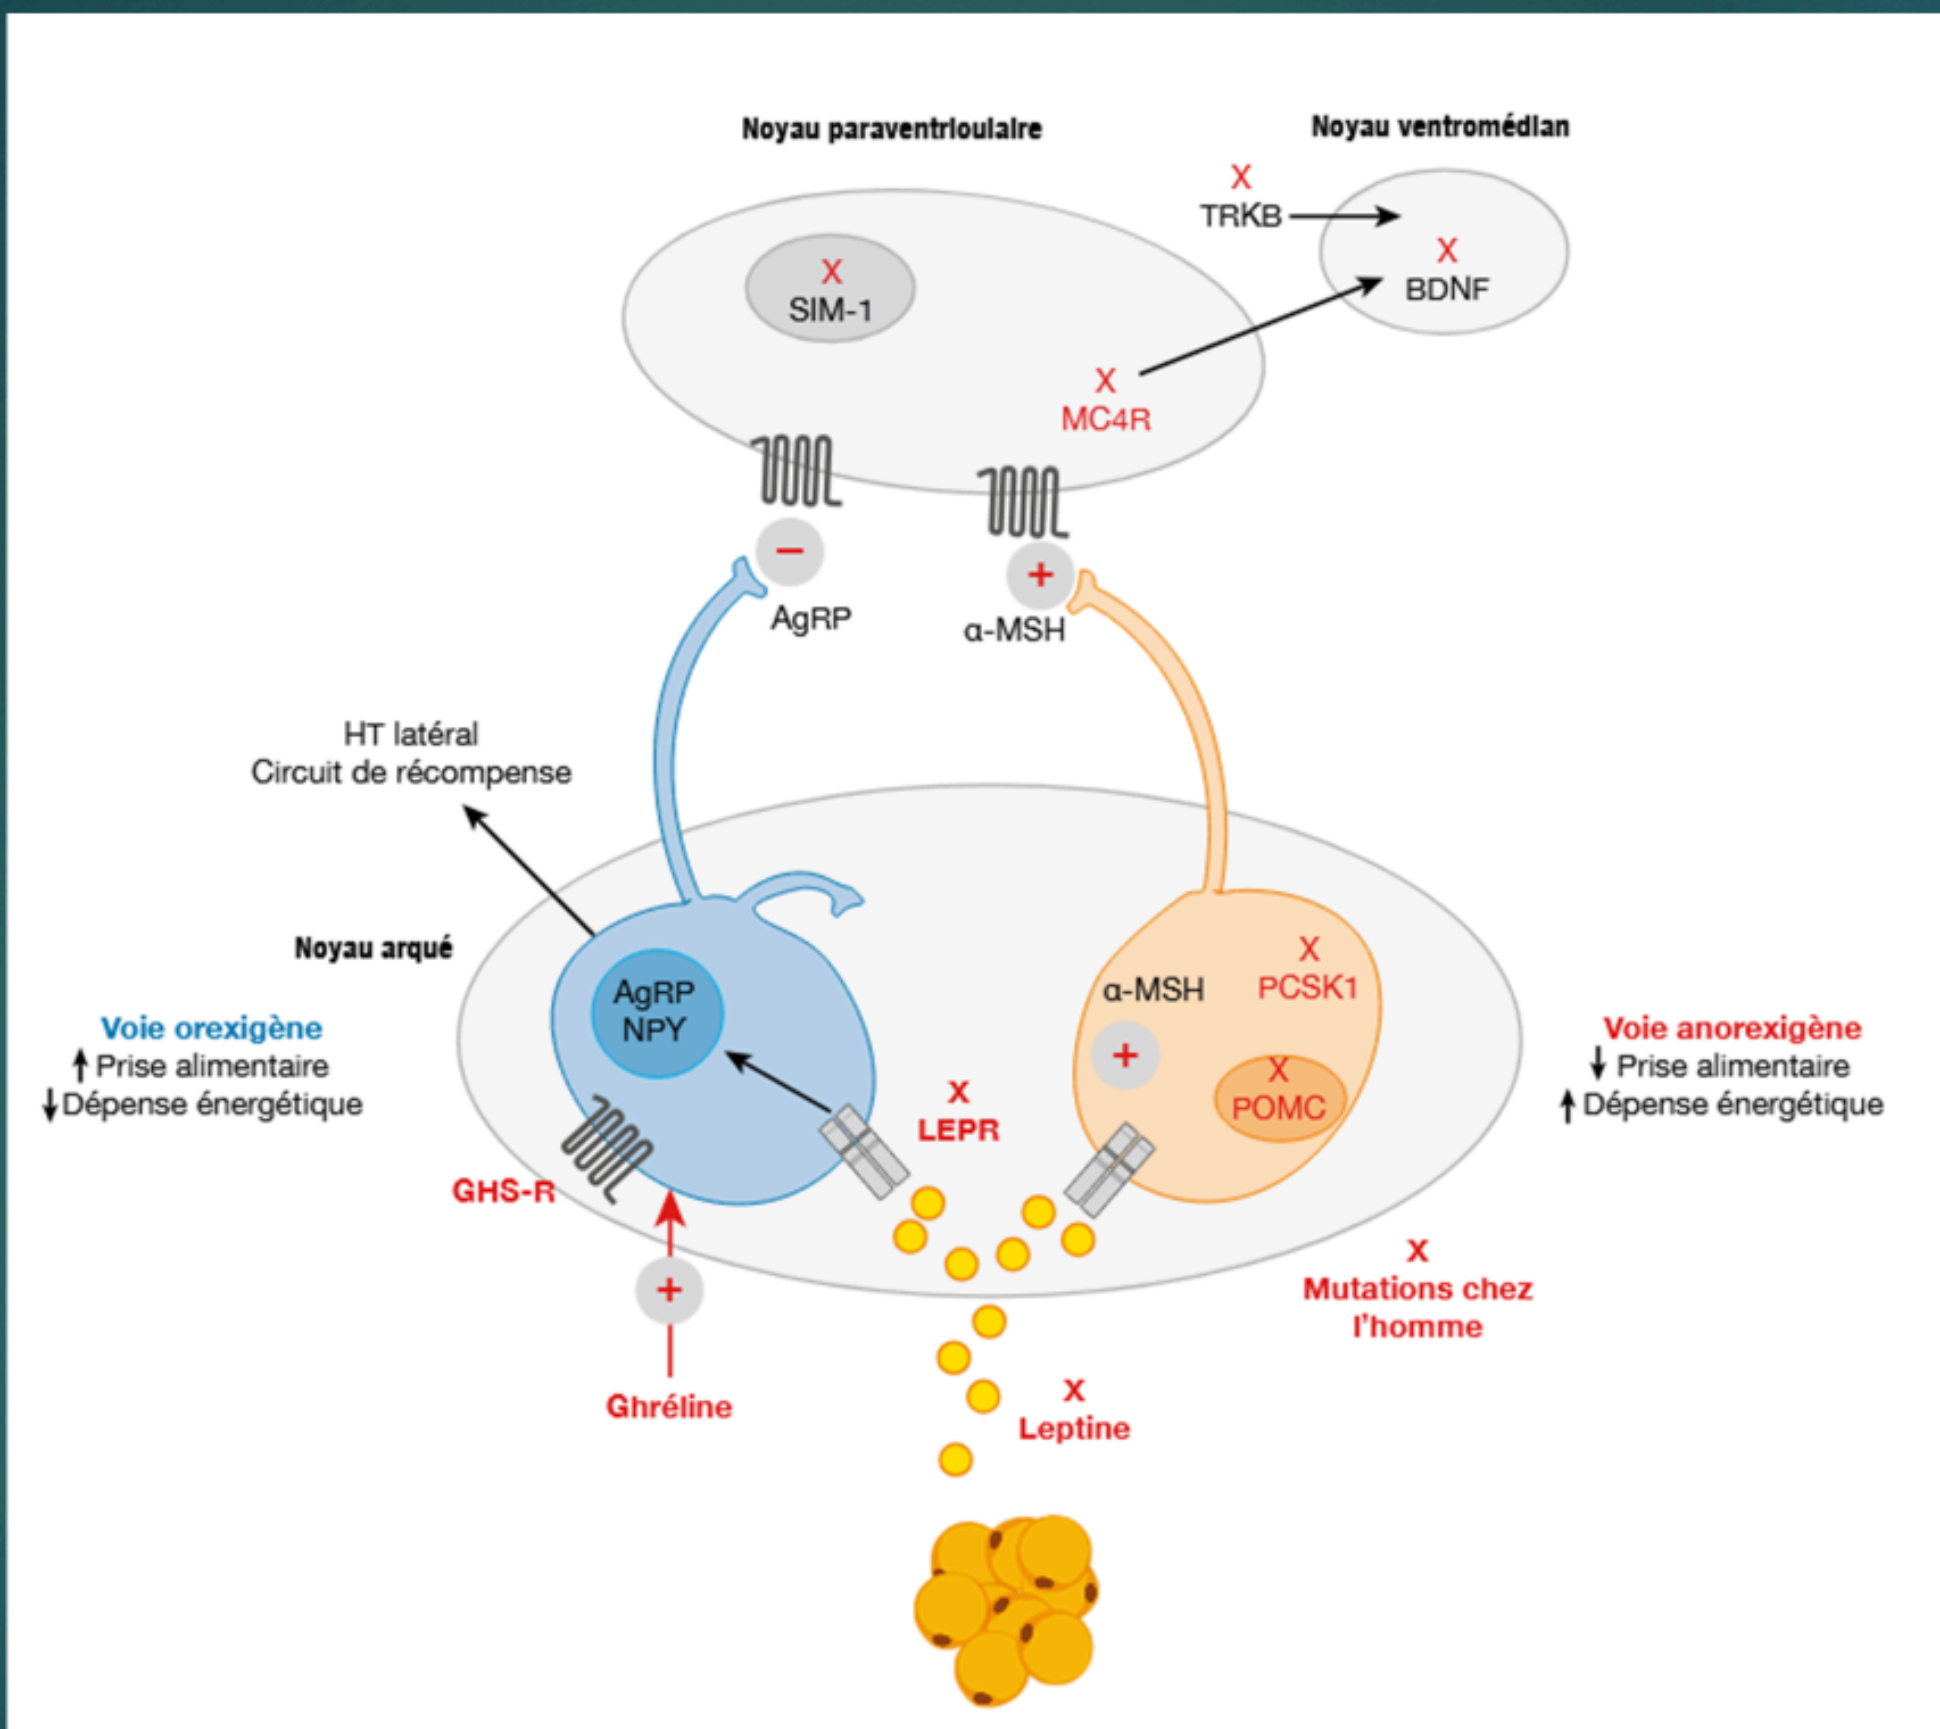 Noyau paraventrioulaire
Noyau ventromédian
X
TRKB
X
BDNF
X
SIM-1
X
MC4R
−
AgRP
+
α-MSH
HT latéral
Circuit de récompense
Noyau arqué
Voie orexigène
↑ Prise alimentaire
↓ Dépense énergétique
AgRP
NPY
X
LEPR
α-MSH
+
X
PCSK1
X
POMC
Voie anorexigène
↓ Prise alimentaire
↑ Dépense énergétique
GHS-R
+
Ghréline
X
Mutations chez
l'homme
X
Leptine